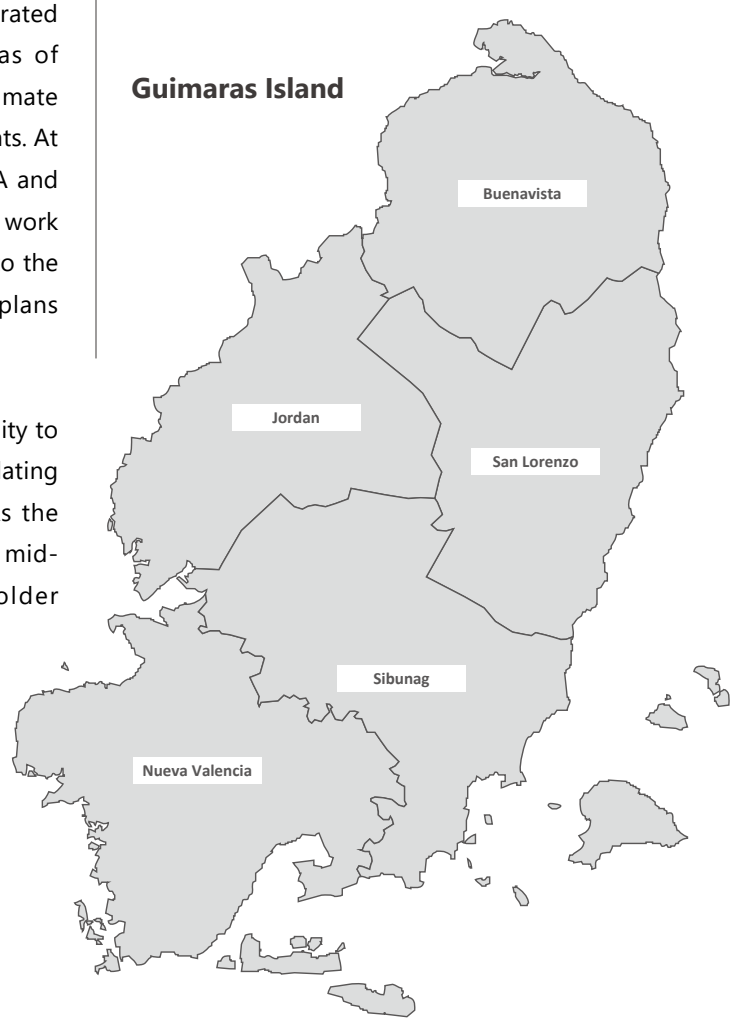 rated
as of
mate
ts. At
A and
work
o the
plans
ity to
lating
s the
mid-
older
Guimaras Island
Buenavista
Jordan
San Lorenzo
Sibunag
Nueva Valencia